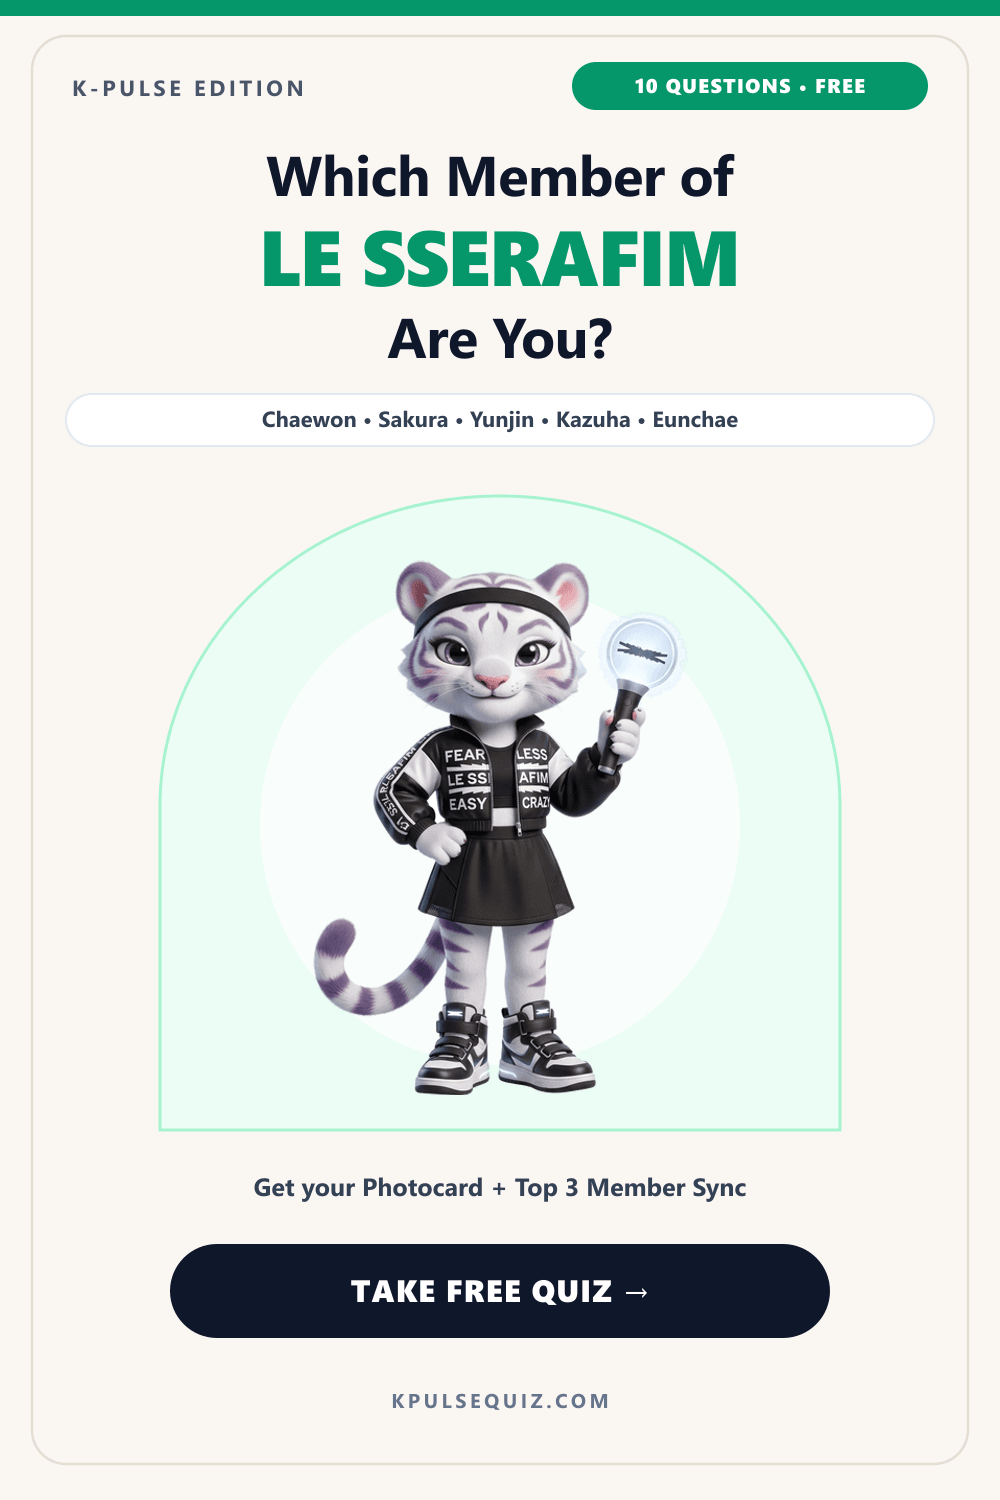 K-PULSE EDITION
10 QUESTIONS • FREE
Which Member of
LE SSERAFIM
Are You?
Chaewon • Sakura • Yunjin • Kazuha • Eunchae
FEAR LESS
LE SS AFIM
EASY CRAZ
Get your Photocard + Top 3 Member Sync
TAKE FREE QUIZ →
KPULSEQUIZ.COM